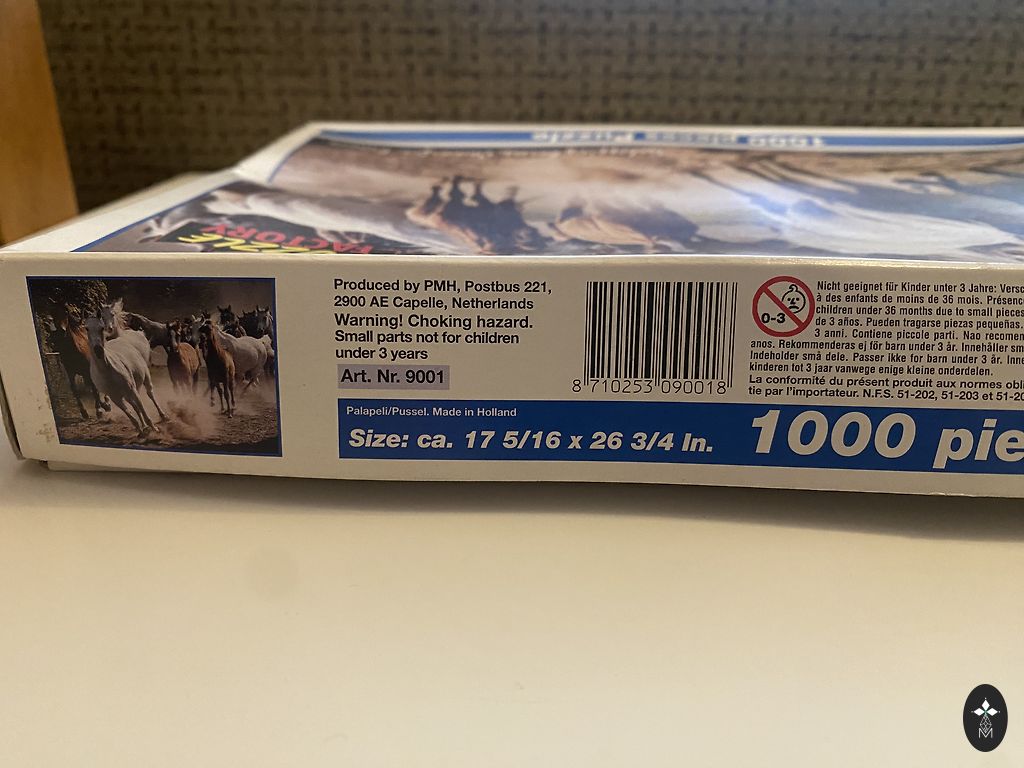 1000 pieces Puzzle
FACTORY
Produced by PMH, Postbus 221,
2900 AE Capelle, Netherlands
Warning! Choking hazard.
Small parts not for children
under 3 years
Art. Nr. 9001
8 710253 090018
0-3
Nicht geeignet für Kinder unter 3 Jahre:
à des enfants de moins de 36 mois.
children under 36 months due to small pieces
de 3 años. Pueden tragarse piezas pequeñas.
3 anni. Contiene piccole parti. Nao
anos. Rekommenderas ej för barn under 3 år. Innehåller
Indeholder små dele. Passer ikke for barn under 3 år.
kinderen tot 3 jaar vanwege enige kleine onderdelen.
La conformité du présent produit aux normes
tie par l'importateur. N.F.S. 51-202, 51-203 et
Palapeli/Pussel. Made in Holland
Size: ca. 17 5/16 x 26 3/4 In.
1000 pie
M